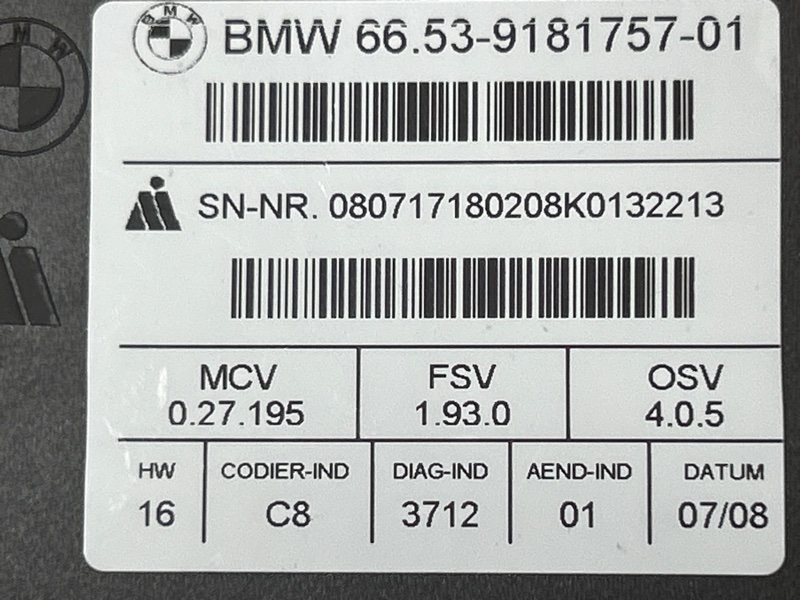 BMW
BMW 66.53-9181757-01
SN-NR. 080717180208K0132213
MCV FSV OSV
0.27.195 1.93.0 4.0.5
HW CODIER-IND DIAG-IND AEND-IND DATUM
16 C8 3712 01 07/08